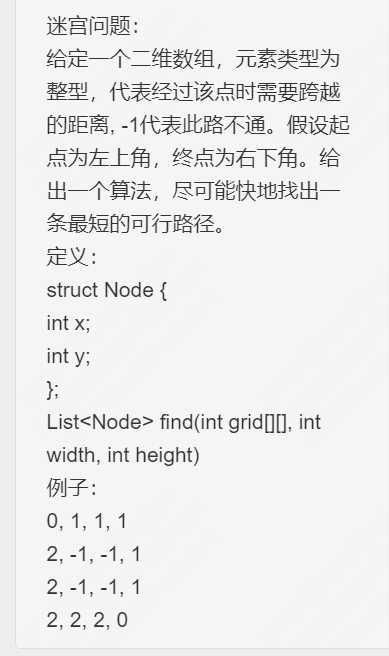 迷宫问题：
给定一个二维数组，元素类型为
整型，代表经过该点时需要跨越
的距离, -1代表此路不通。假设起
点为左上角，终点为右下角。给
出一个算法，尽可能快地找出一
条最短的可行路径。
定义：
struct Node {
int x;
int y;
};
List<Node> find(int grid[][], int
width, int height)
例子：
0, 1, 1, 1
2, -1, -1, 1
2, -1, -1, 1
2, 2, 2, 0